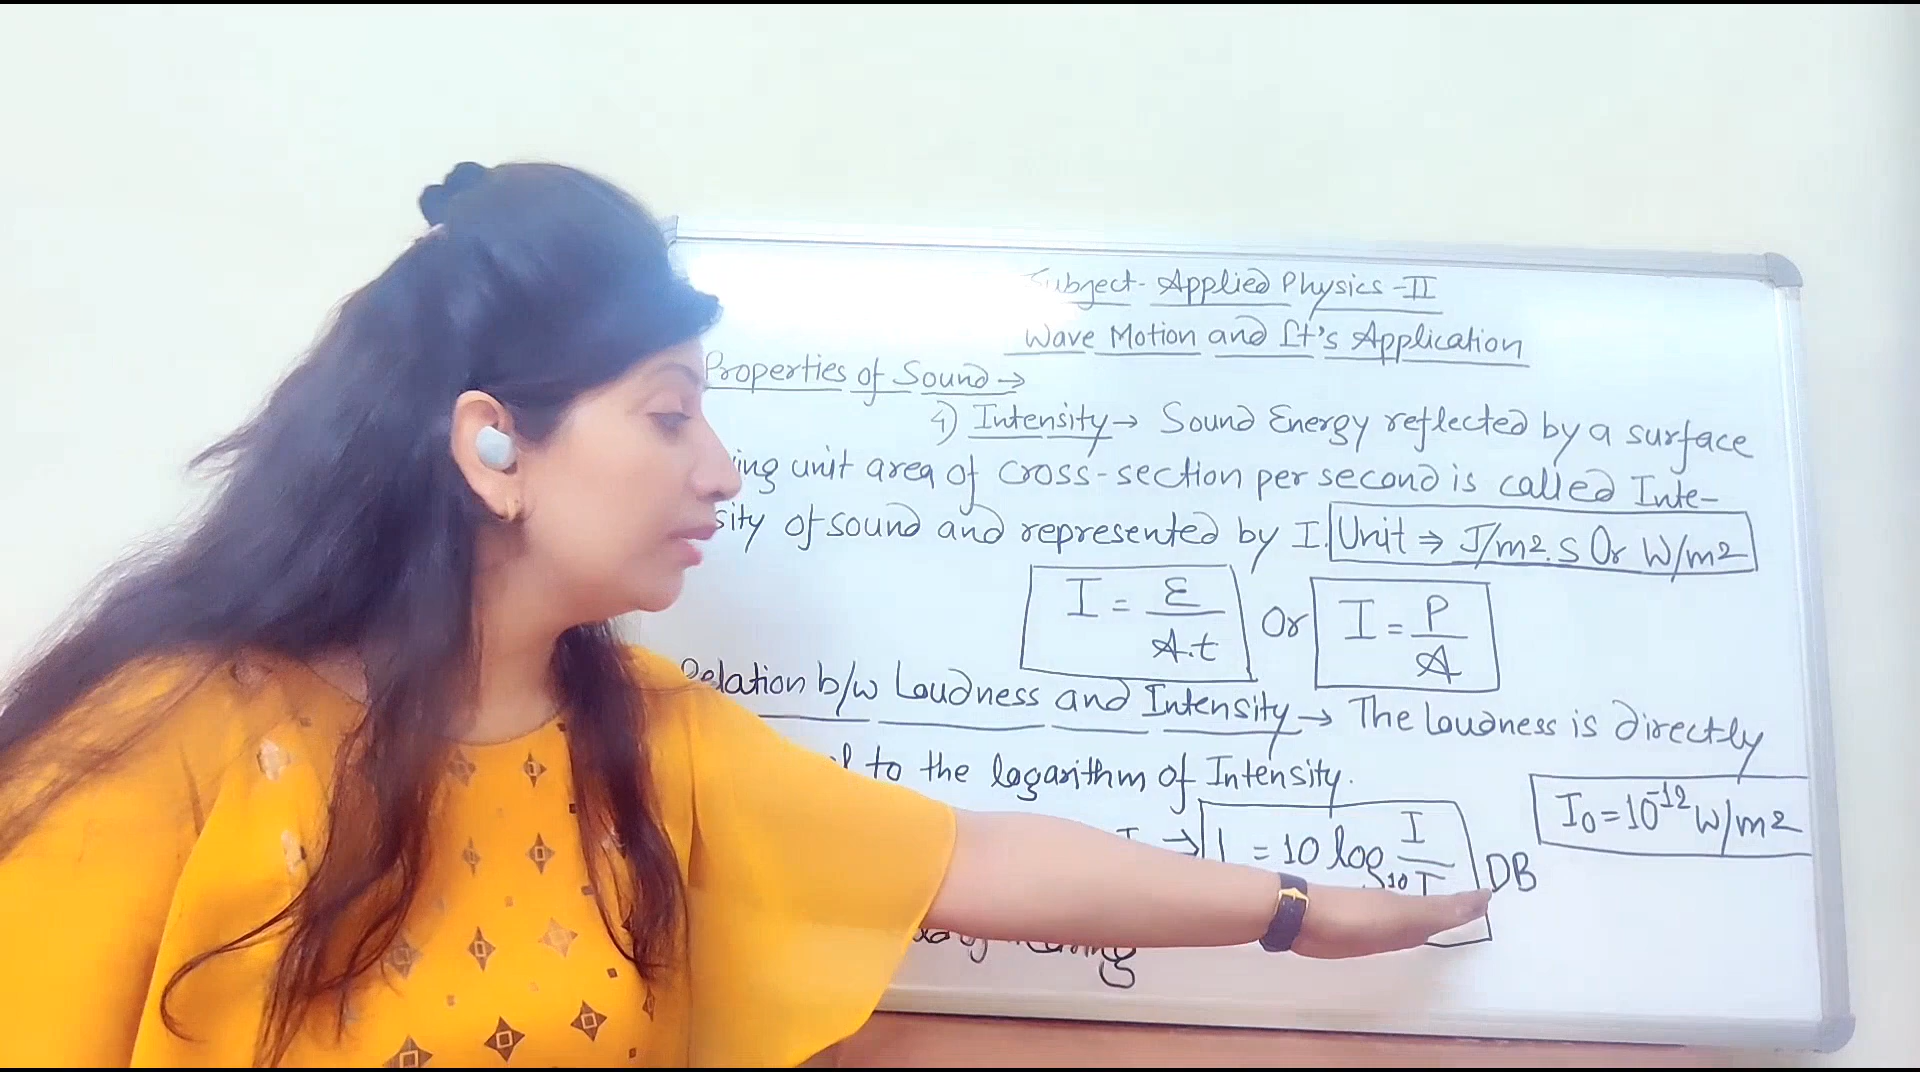 Subject - Applied Physics - II
Wave Motion and It's Application
Properties of Sound →
4) Intensity → Sound Energy reflected by a surface
ing unit area of cross-section per second is called Inte-
sity of sound and represented by I. Unit ⇒ J/m2.S Or W/m2
I = E / A.t Or I = P / A
Relation b/w Loudness and Intensity → The loudness is directly
l to the logarithm of Intensity.
I0 = 10^-12 W/m2
→ = 10 log10 I / I DB